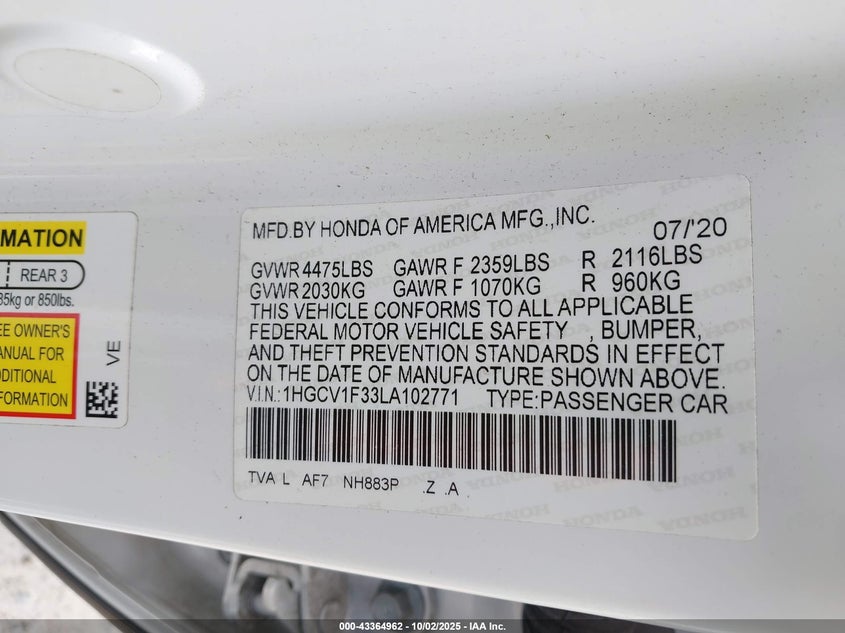 MATION
REAR 3
85kg or 850lbs.
EE OWNER'S
ANUAL FOR
DDITIONAL
FORMATION
VE
MFD.BY HONDA OF AMERICA MFG.,INC. 07/'20
GVWR 4475LBS GAWR F 2359LBS R 2116LBS
GVWR 2030KG GAWR F 1070KG R 960KG
THIS VEHICLE CONFORMS TO ALL APPLICABLE
FEDERAL MOTOR VEHICLE SAFETY , BUMPER,
AND THEFT PREVENTION STANDARDS IN EFFECT
ON THE DATE OF MANUFACTURE SHOWN ABOVE.
V.I.N.: 1HGCV1F33LA102771 TYPE:PASSENGER CAR
TVA L AF7 NH883P .Z .A
HONDA
000-43364962 - 10/02/2025 - IAA Inc.